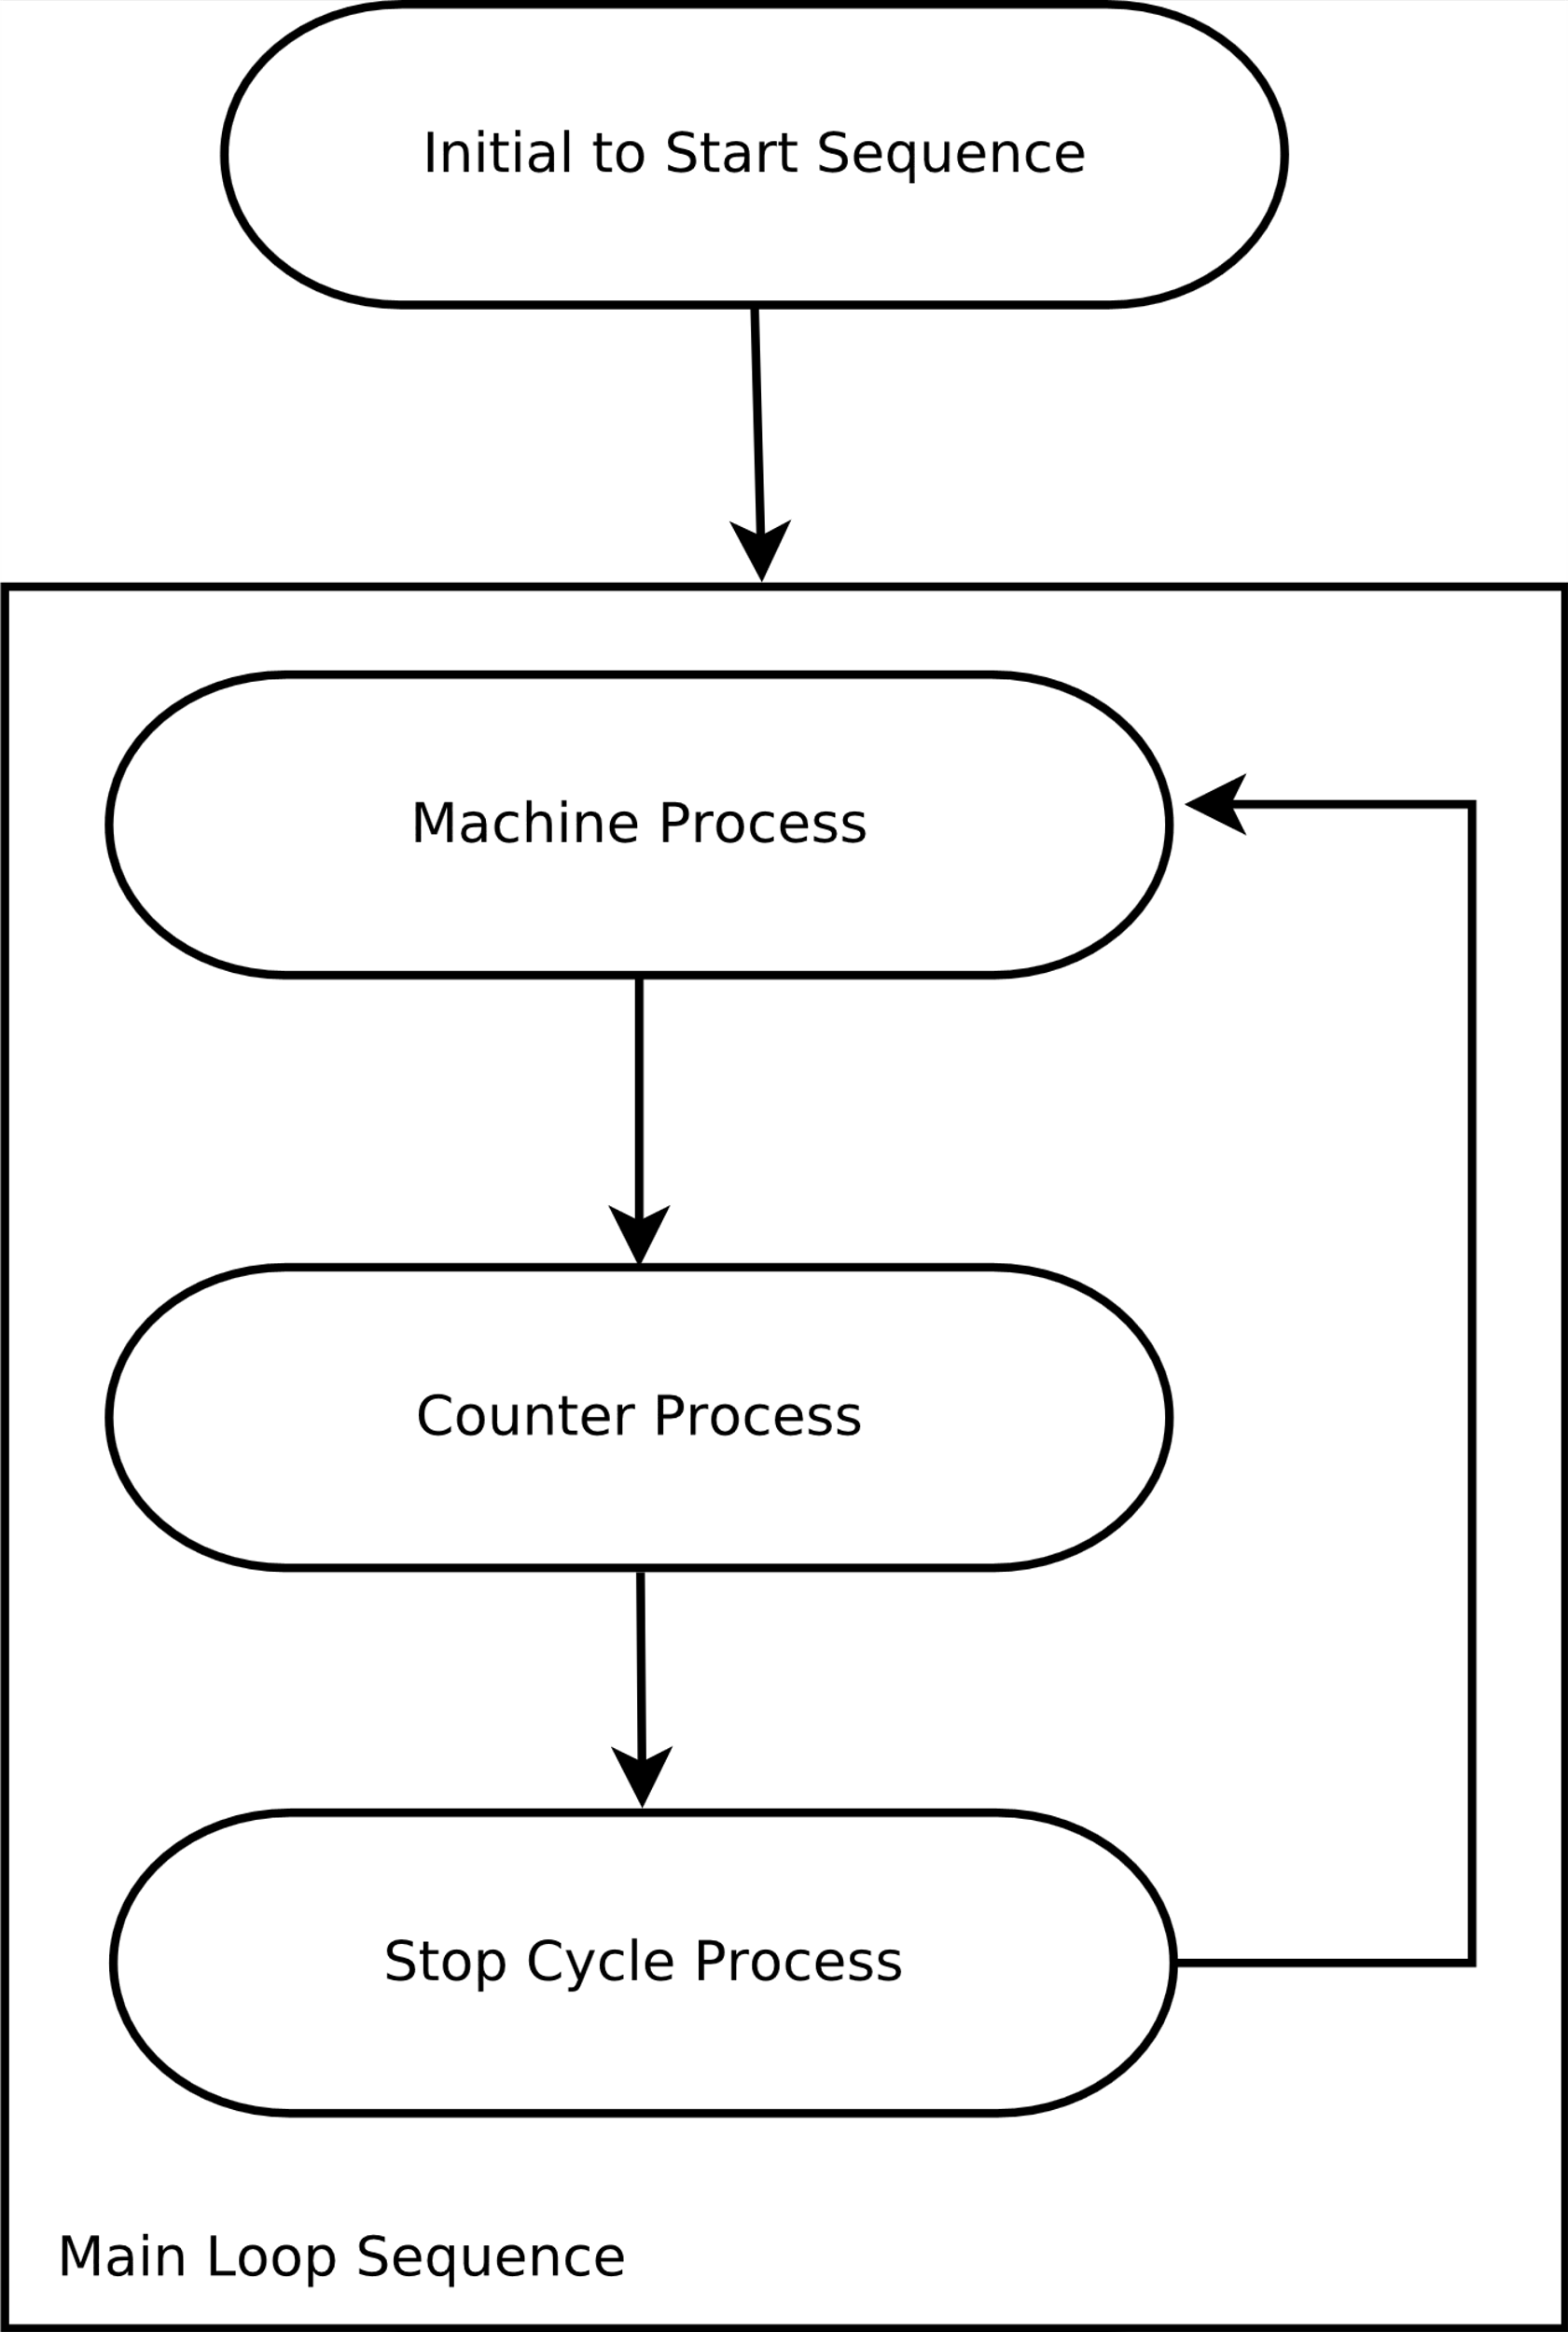 Initial to Start Sequence
Machine Process
Counter Process
Stop Cycle Process
Main Loop Sequence